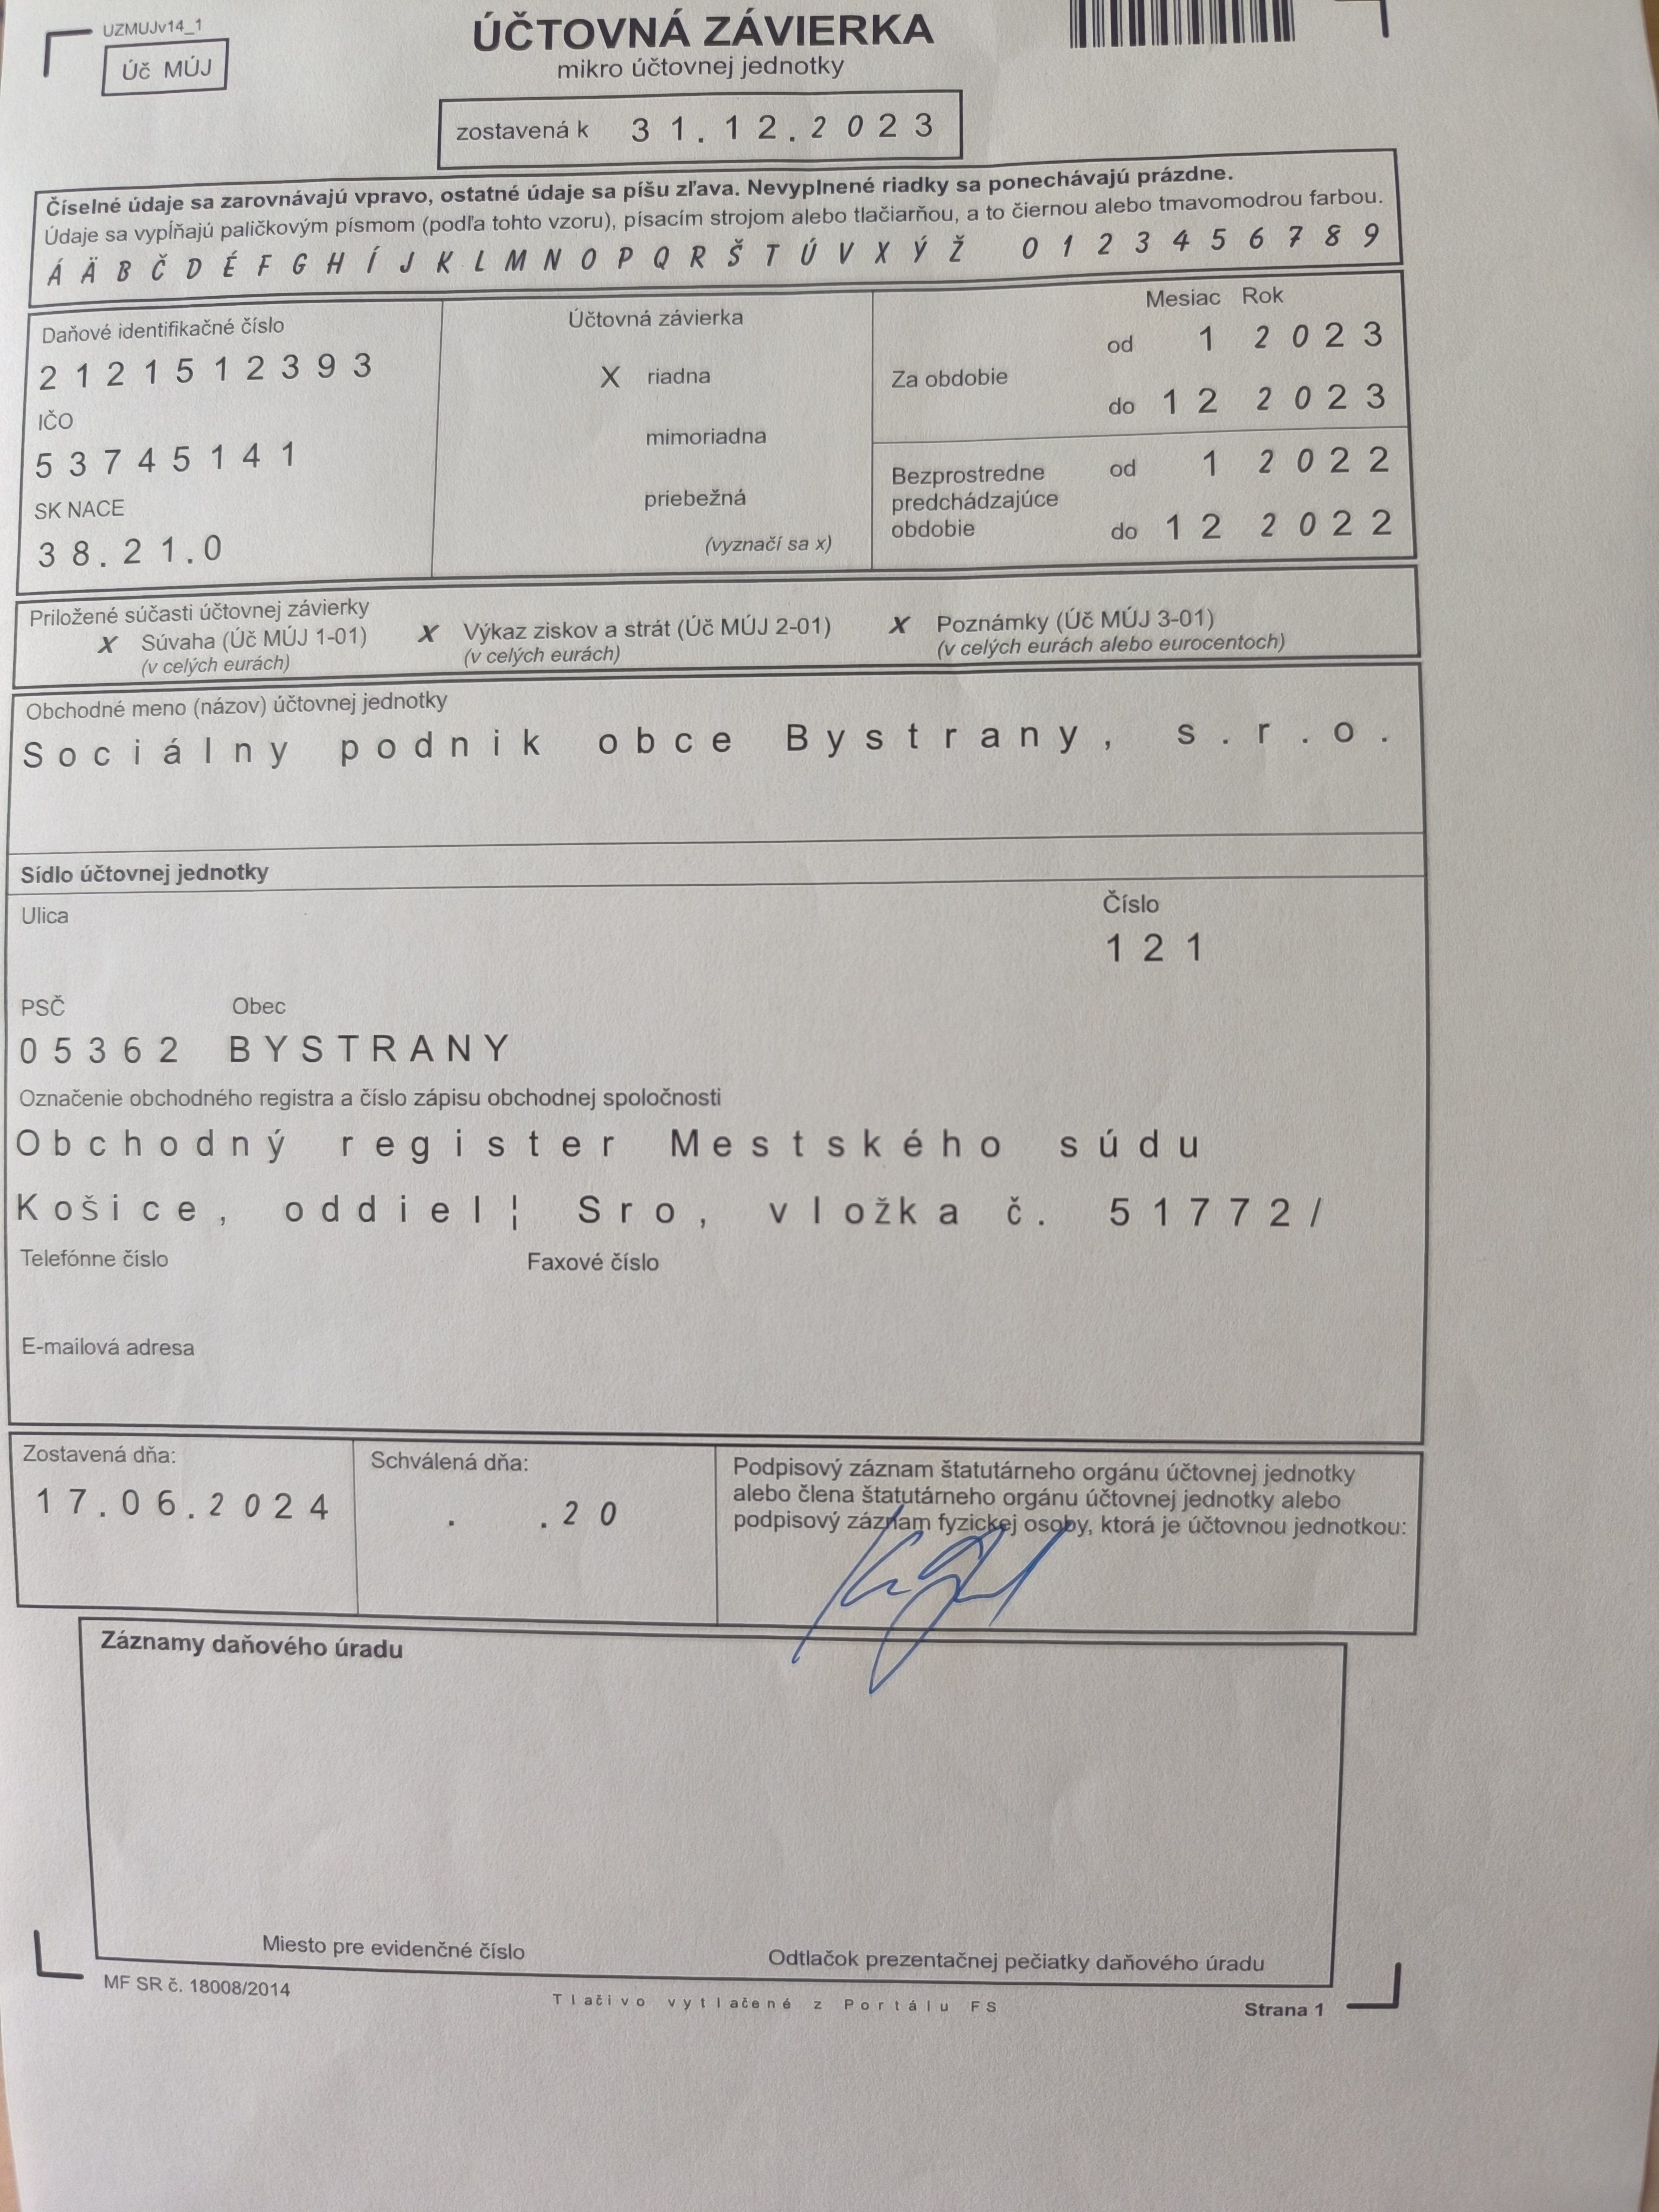 UZMUJv14_1
Úč MÚJ
ÚČTOVNÁ ZÁVIERKA
mikro účtovnej jednotky
zostavená k 31.12.2023
Číselné údaje sa zarovnávajú vpravo, ostatné údaje sa píšu zľava. Nevyplnené riadky sa ponechávajú prázdne.
Údaje sa vypĺňajú paličkovým písmom (podľa tohto vzoru), písacím strojom alebo tlačiarňou, a to čiernou alebo tmavomodrou farbou.
Á Ä B Č D É F G H Í J K L M N O P Q R Š T Ú V X Ý Ž 0 1 2 3 4 5 6 7 8 9
Daňové identifikačné číslo
2121512393
IČO
53745141
SK NACE
38.21.0
Účtovná závierka
X riadna
mimoriadna
priebežná
(vyznačí sa x)
Mesiac Rok
Za obdobie
od 1 2023
do 12 2023
Bezprostredne
predchádzajúce
obdobie
od 1 2022
do 12 2022
Priložené súčasti účtovnej závierky
X Súvaha (Úč MÚJ 1-01)
(v celých eurách)
X Výkaz ziskov a strát (Úč MÚJ 2-01)
(v celých eurách)
X Poznámky (Úč MÚJ 3-01)
(v celých eurách alebo eurocentoch)
Obchodné meno (názov) účtovnej jednotky
Sociálny podnik obce Bystrany, s.r.o.
Sídlo účtovnej jednotky
Ulica
Číslo
121
PSČ Obec
05362 BYSTRANY
Označenie obchodného registra a číslo zápisu obchodnej spoločnosti
Obchodný register Mestského súdu
Košice, oddiel¦ Sro, vložka č. 51772/
Telefónne číslo Faxové číslo
E-mailová adresa
Zostavená dňa:
17.06.2024
Schválená dňa:
. .20
Podpisový záznam štatutárneho orgánu účtovnej jednotky
alebo člena štatutárneho orgánu účtovnej jednotky alebo
podpisový záznam fyzickej osoby, ktorá je účtovnou jednotkou:
Záznamy daňového úradu
Miesto pre evidenčné číslo
Odtlačok prezentačnej pečiatky daňového úradu
MF SR č. 18008/2014
Tlačivo vytlačené z Portálu FS
Strana 1